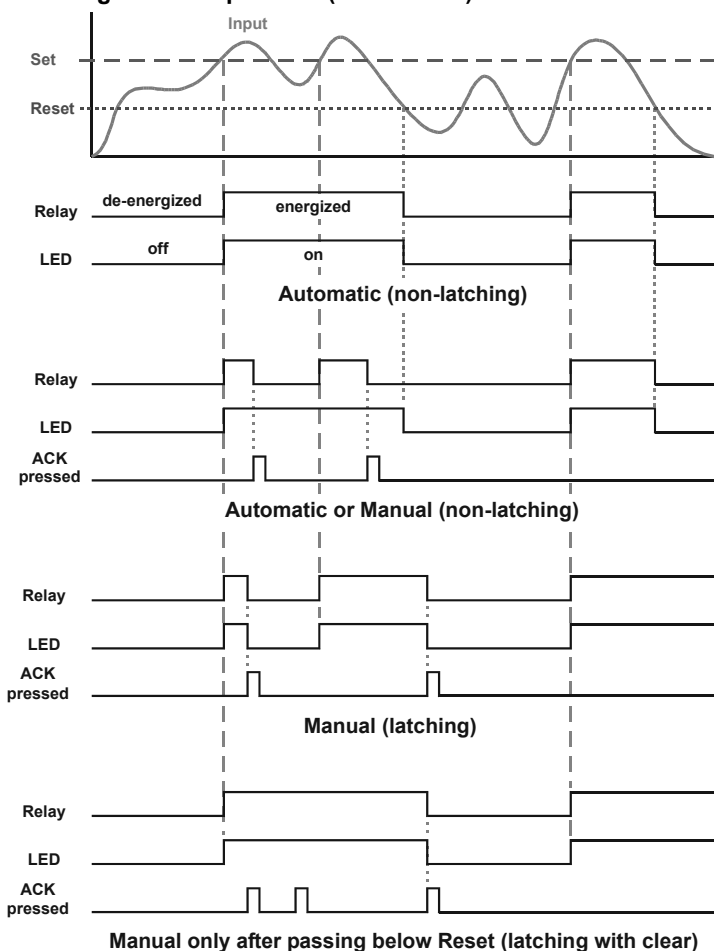 Input
Set
Reset
Relay de-energized energized
LED off on
Automatic (non-latching)
Relay
LED
ACK
pressed
Automatic or Manual (non-latching)
Relay
LED
ACK
pressed
Manual (latching)
Relay
LED
ACK
pressed
Manual only after passing below Reset (latching with clear)